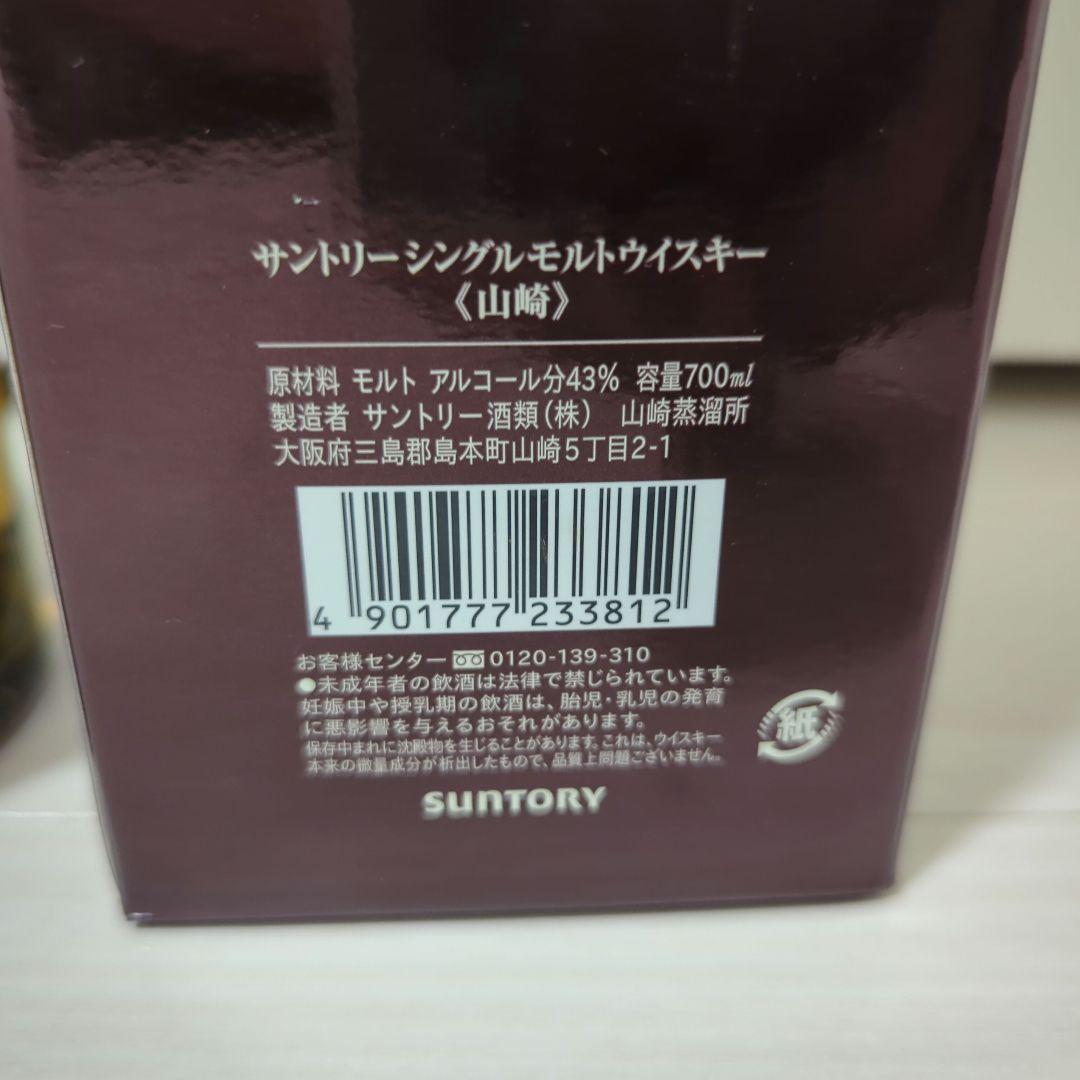 サントリーシングルモルトウイスキー
《山崎》
原材料 モルト アルコール分43% 容量700ml
製造者 サントリー酒類(株) 山崎蒸溜所
大阪府三島郡島本町山崎5丁目2-1
4 901777 233812
お客様センター 0120-139-310
●未成年者の飲酒は法律で禁じられています。
妊娠中や授乳期の飲酒は、胎児・乳児の発育
に悪影響を与えるおそれがあります。
保存中まれに沈殿物を生じることがあります。これは、ウイスキー
本来の微量成分が析出したもので、品質上問題ございません。
紙
SUNTORY